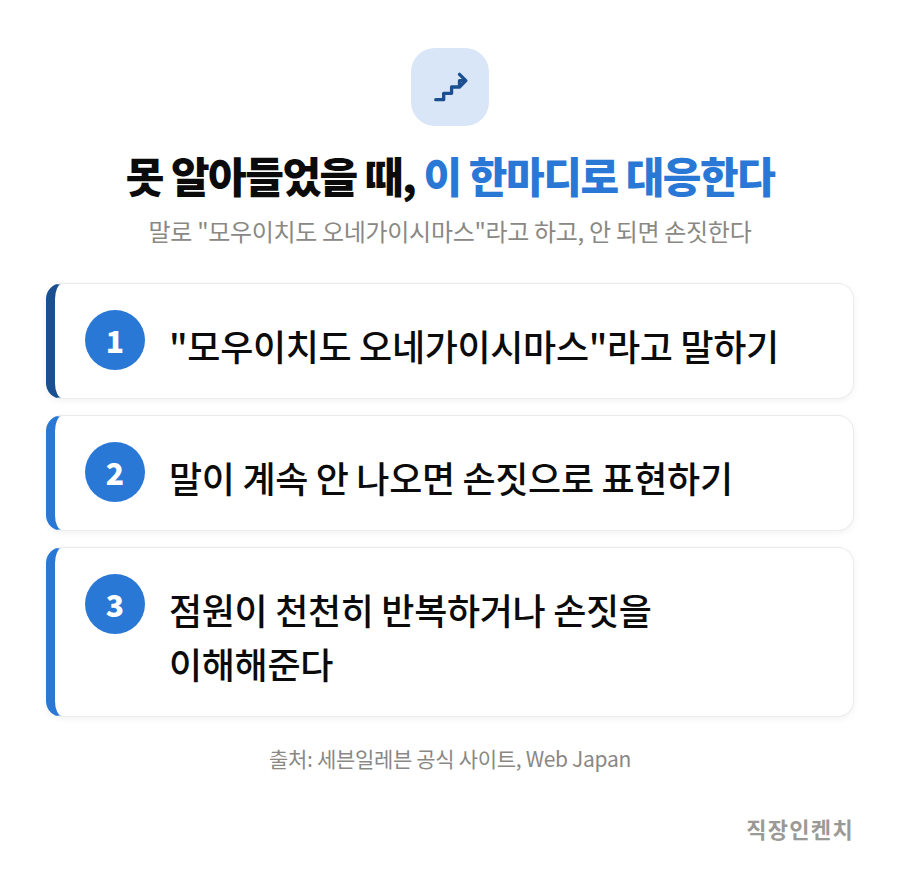 못 알아들었을 때, 이 한마디로 대응한다
말로 "모우이치도 오네가이시마스"라고 하고, 안 되면 손짓한다
1 "모우이치도 오네가이시마스"라고 말하기
2 말이 계속 안 나오면 손짓으로 표현하기
3 점원이 천천히 반복하거나 손짓을
이해해준다
출처: 세븐일레븐 공식 사이트, Web Japan
직장인켄치